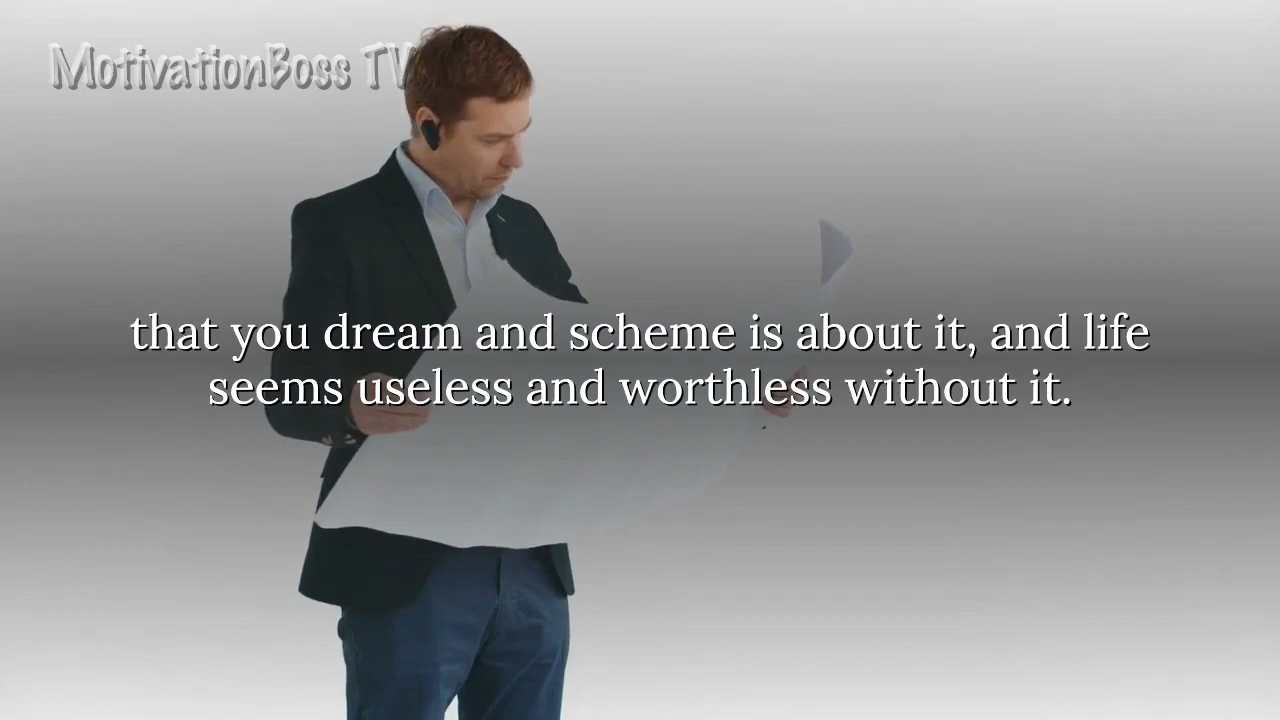 MotivationBoss TV
that you dream and scheme is about it, and life
seems useless and worthless without it.